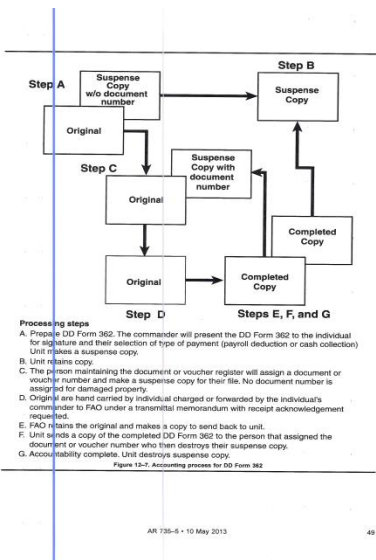 Step B
Step A
Suspense
Copy
w/o document
number
Suspense
Copy
Original
Step C
Suspense
Copy with
document
number
Original
Completed
Copy
Original
Completed
Copy
Step D
Steps E, F, and G
Processing steps
A. Prepare DD Form 362. The commander will present the DD Form 362 to the individual
for signature and their selection of type of payment (payroll deduction or cash collection)
Unit makes a suspense copy.
B. Unit retains copy.
C. The person maintaining the document or voucher register will assign a document or
voucher number and make a suspense copy for their file. No document number is
assigned for damaged property.
D. Original are hand carried by individual charged or forwarded by the individual's
commander to FAO under a transmittal memorandum with receipt acknowledgement
requested.
E. FAO retains the original and makes a copy to send back to unit.
F. Unit sends a copy of the completed DD Form 362 to the person that assigned the
document or voucher number who then destroys their suspense copy.
G. Accountability complete. Unit destroys suspense copy.
Figure 12–7. Accounting process for DD Form 362
AR 735–5 • 10 May 2013
49